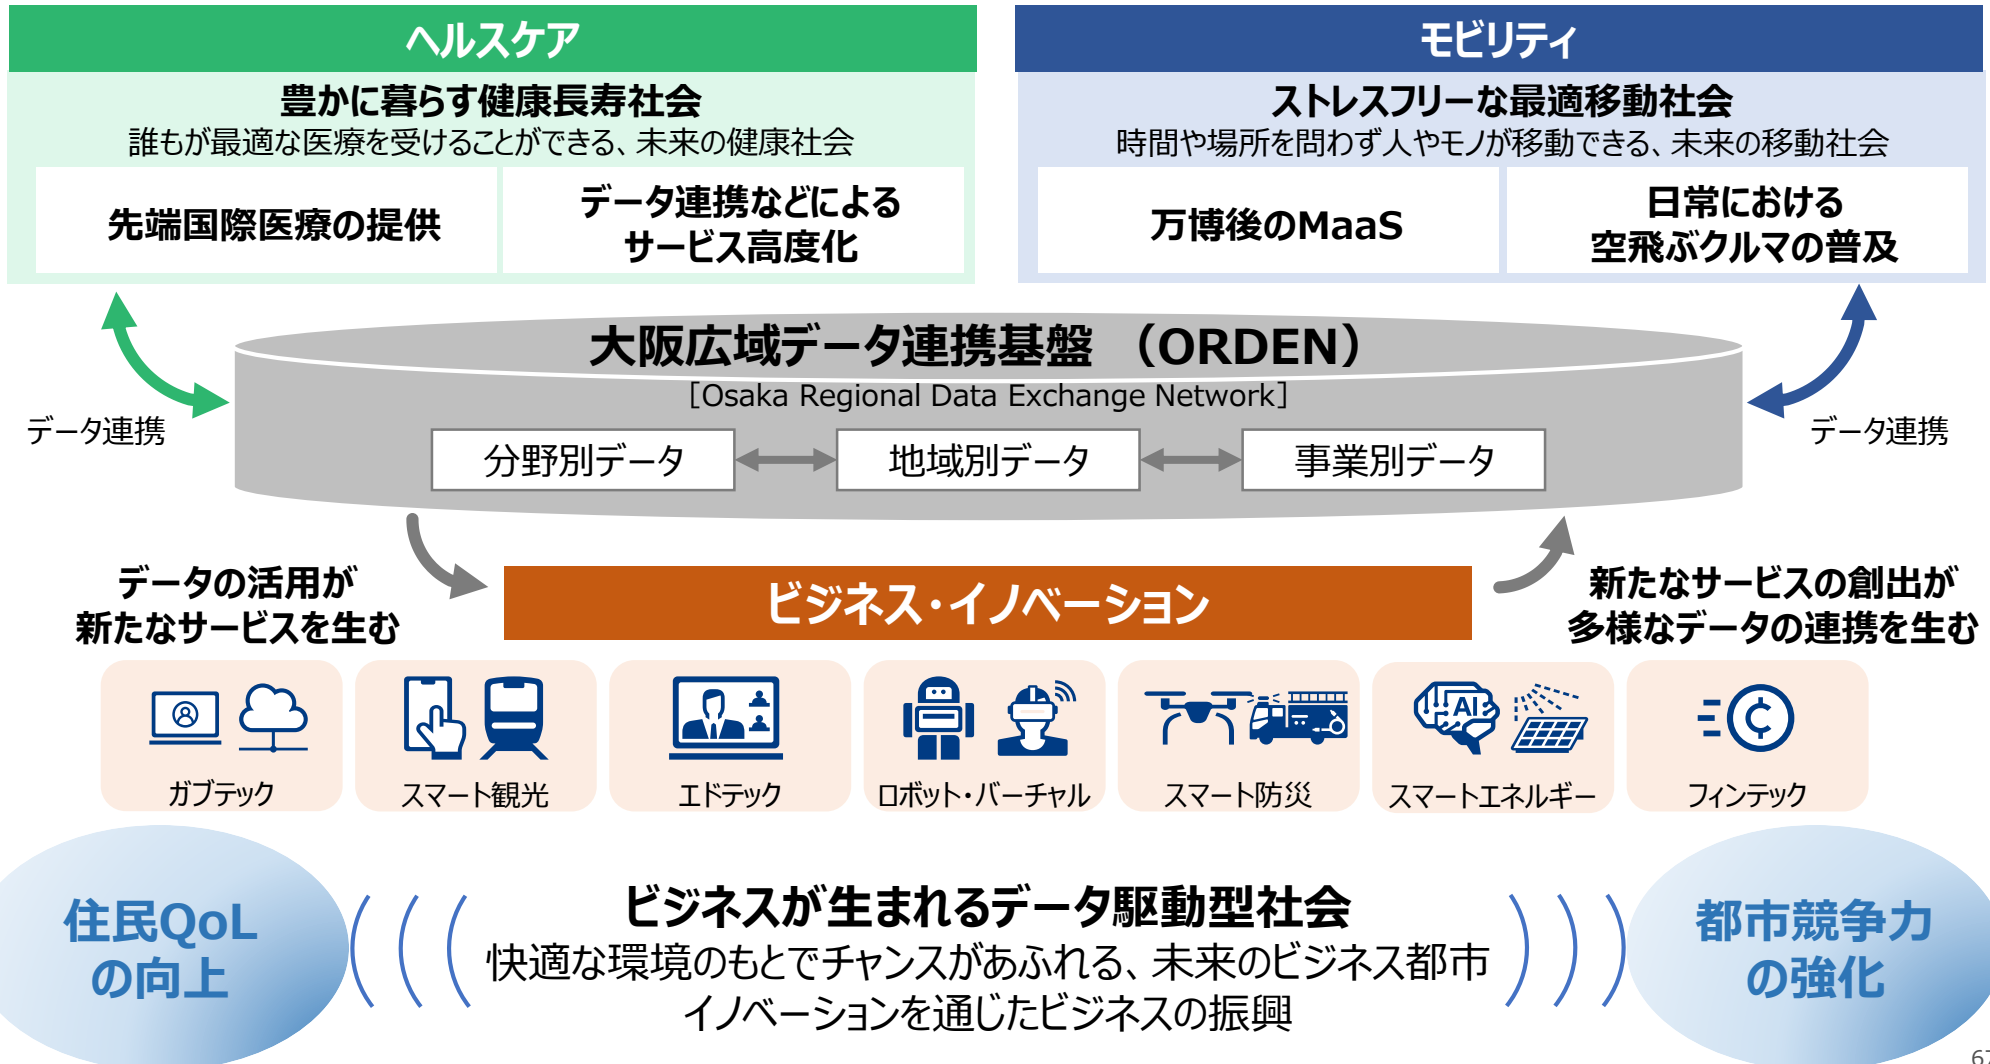 ヘルスケア
豊かに暮らす健康長寿社会
誰もが最適な医療を受けることができる、未来の健康社会
先端国際医療の提供
データ連携などによる
サービス高度化
モビリティ
ストレスフリーな最適移動社会
時間や場所を問わず人やモノが移動できる、未来の移動社会
万博後のMaaS
日常における
空飛ぶクルマの普及
大阪広域データ連携基盤 （ORDEN）
［Osaka Regional Data Exchange Network］
データ連携
データ連携
分野別データ
地域別データ
事業別データ
データの活用が
新たなサービスを生む
ビジネス・イノベーション
新たなサービスの創出が
多様なデータの連携を生む
AI
ガブテック
スマート観光
エドテック
ロボット・バーチャル
スマート防災
スマートエネルギー
フィンテック
住民QoL
の向上
ビジネスが生まれるデータ駆動型社会
快適な環境のもとでチャンスがあふれる、未来のビジネス都市
イノベーションを通じたビジネスの振興
都市競争力
の強化
67